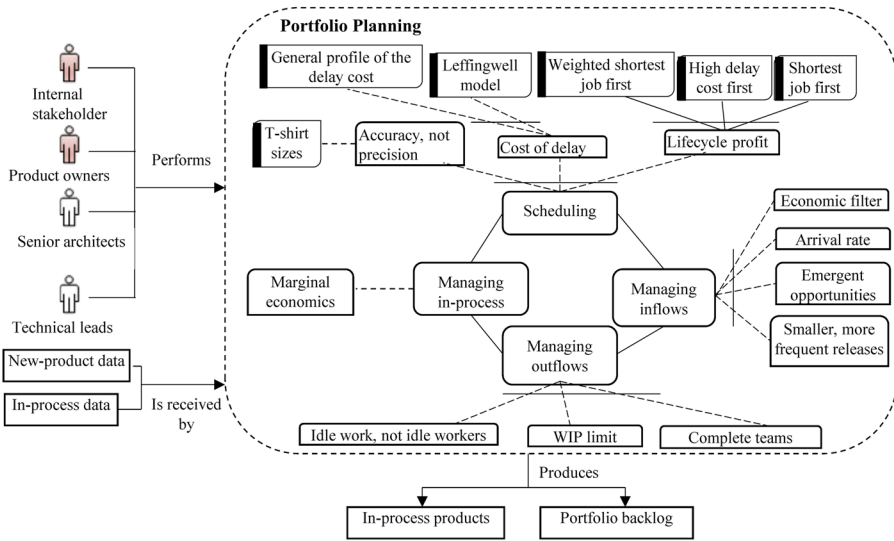 Portfolio Planning
General profile of the
delay cost
Leffingwell
model
Weighted shortest
job first
High delay
cost first
Shortest
job first
Internal
stakeholder
Product owners
Senior architects
Technical leads
Performs
T-shirt
sizes
Accuracy, not
precision
Cost of delay
Lifecycle profit
Scheduling
Economic filter
Arrival rate
Emergent
opportunities
Smaller, more
frequent releases
Marginal
economics
Managing
in-process
Managing
inflows
Managing
outflows
New-product data
In-process data
Is received
by
Idle work, not idle workers
WIP limit
Complete teams
Produces
In-process products
Portfolio backlog